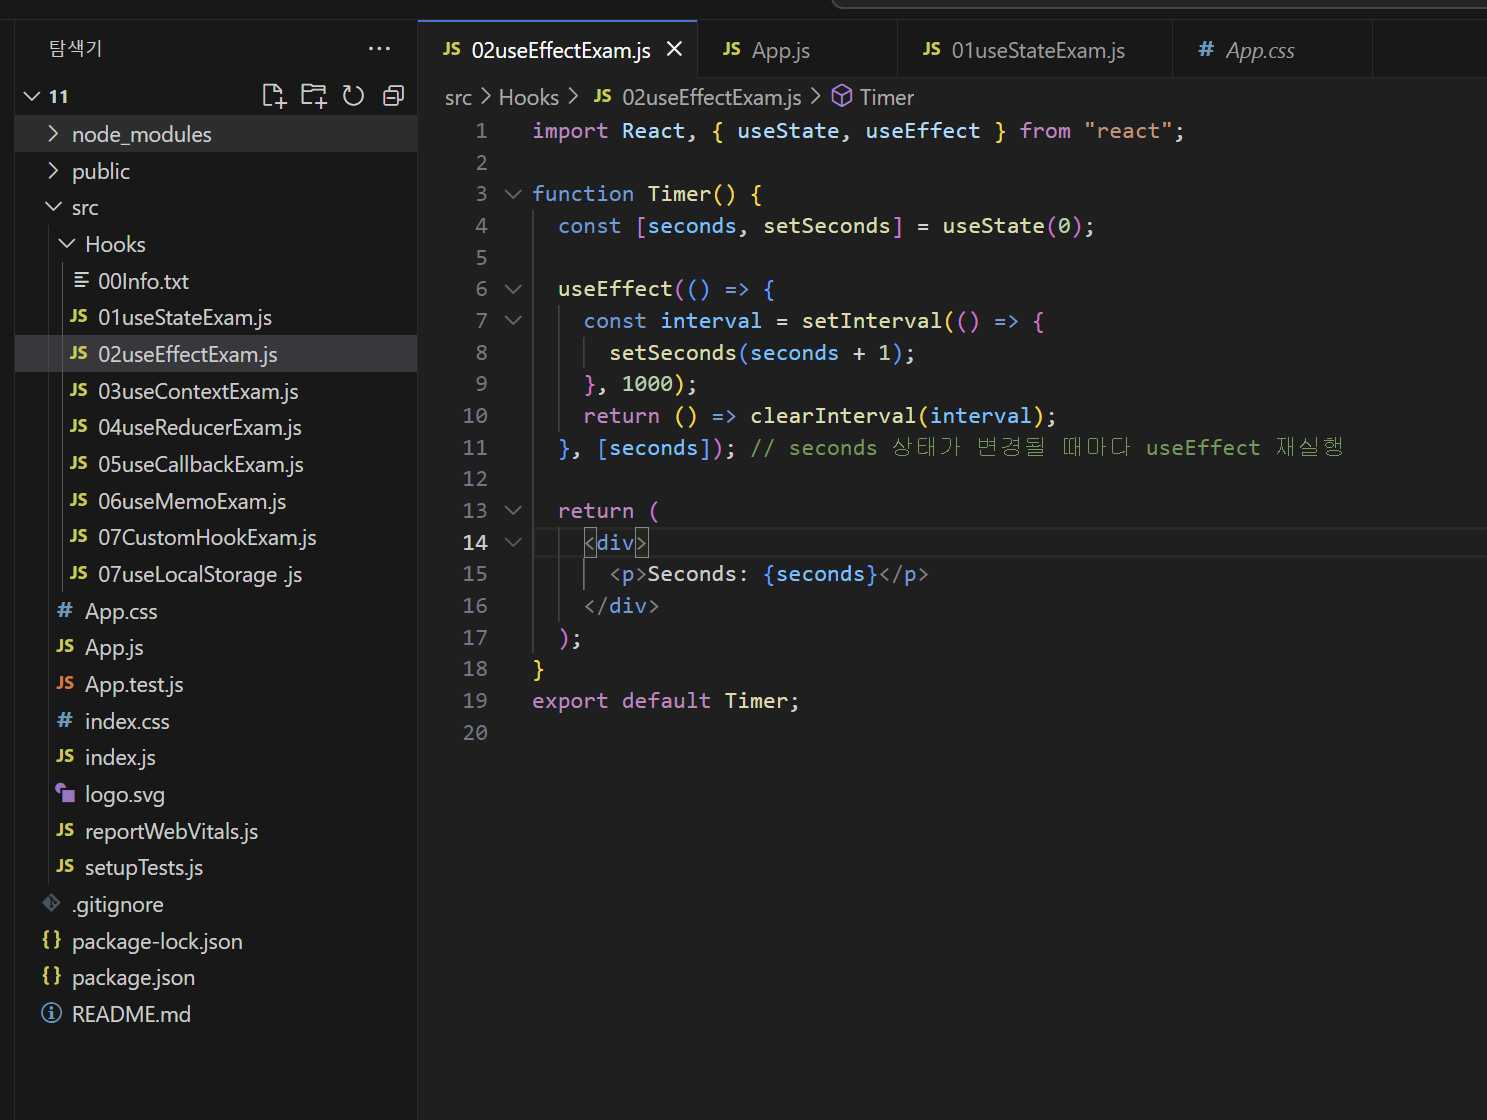 탐색기
11
node_modules
public
src
Hooks
00Info.txt
JS 01useStateExam.js
JS 02useEffectExam.js
JS 03useContextExam.js
JS 04useReducerExam.js
JS 05useCallbackExam.js
JS 06useMemoExam.js
JS 07CustomHookExam.js
JS 07useLocalStorage .js
# App.css
JS App.js
JS App.test.js
# index.css
JS index.js
logo.svg
JS reportWebVitals.js
JS setupTests.js
.gitignore
{} package-lock.json
{} package.json
README.md
JS 02useEffectExam.js
JS App.js
JS 01useStateExam.js
# App.css
src > Hooks > JS 02useEffectExam.js > Timer
1 import React, { useState, useEffect } from "react";
2
3 function Timer() {
4 const [seconds, setSeconds] = useState(0);
5
6 useEffect(() => {
7 const interval = setInterval(() => {
8 setSeconds(seconds + 1);
9 }, 1000);
10 return () => clearInterval(interval);
11 }, [seconds]); // seconds 상태가 변경될 때마다 useEffect 재실행
12
13 return (
14 <div>
15 <p>Seconds: {seconds}</p>
16 </div>
17 );
18 }
19 export default Timer;
20